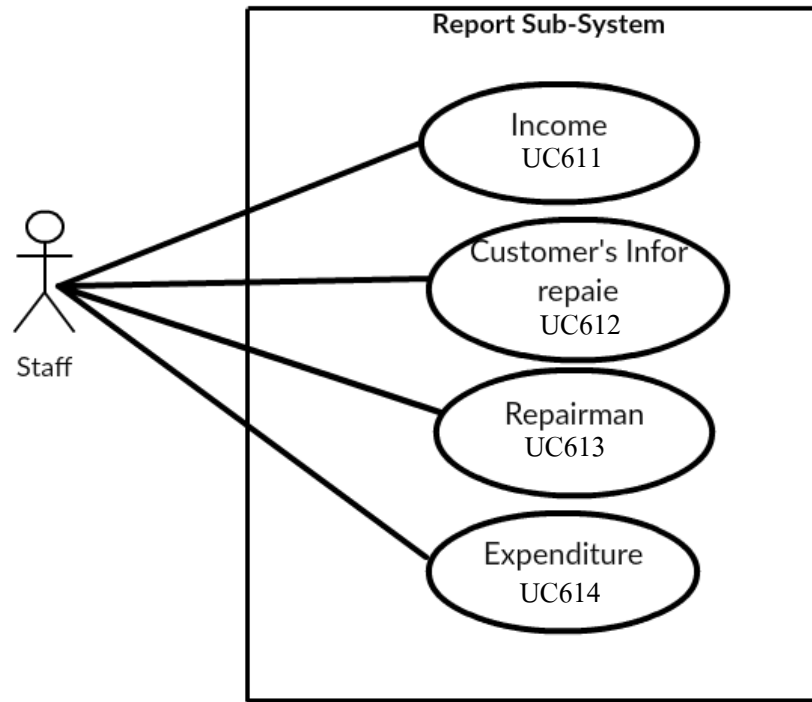 Report Sub-System
Income
UC611
Customer's Infor
repaie
UC612
Staff
Repairman
UC613
Expenditure
UC614